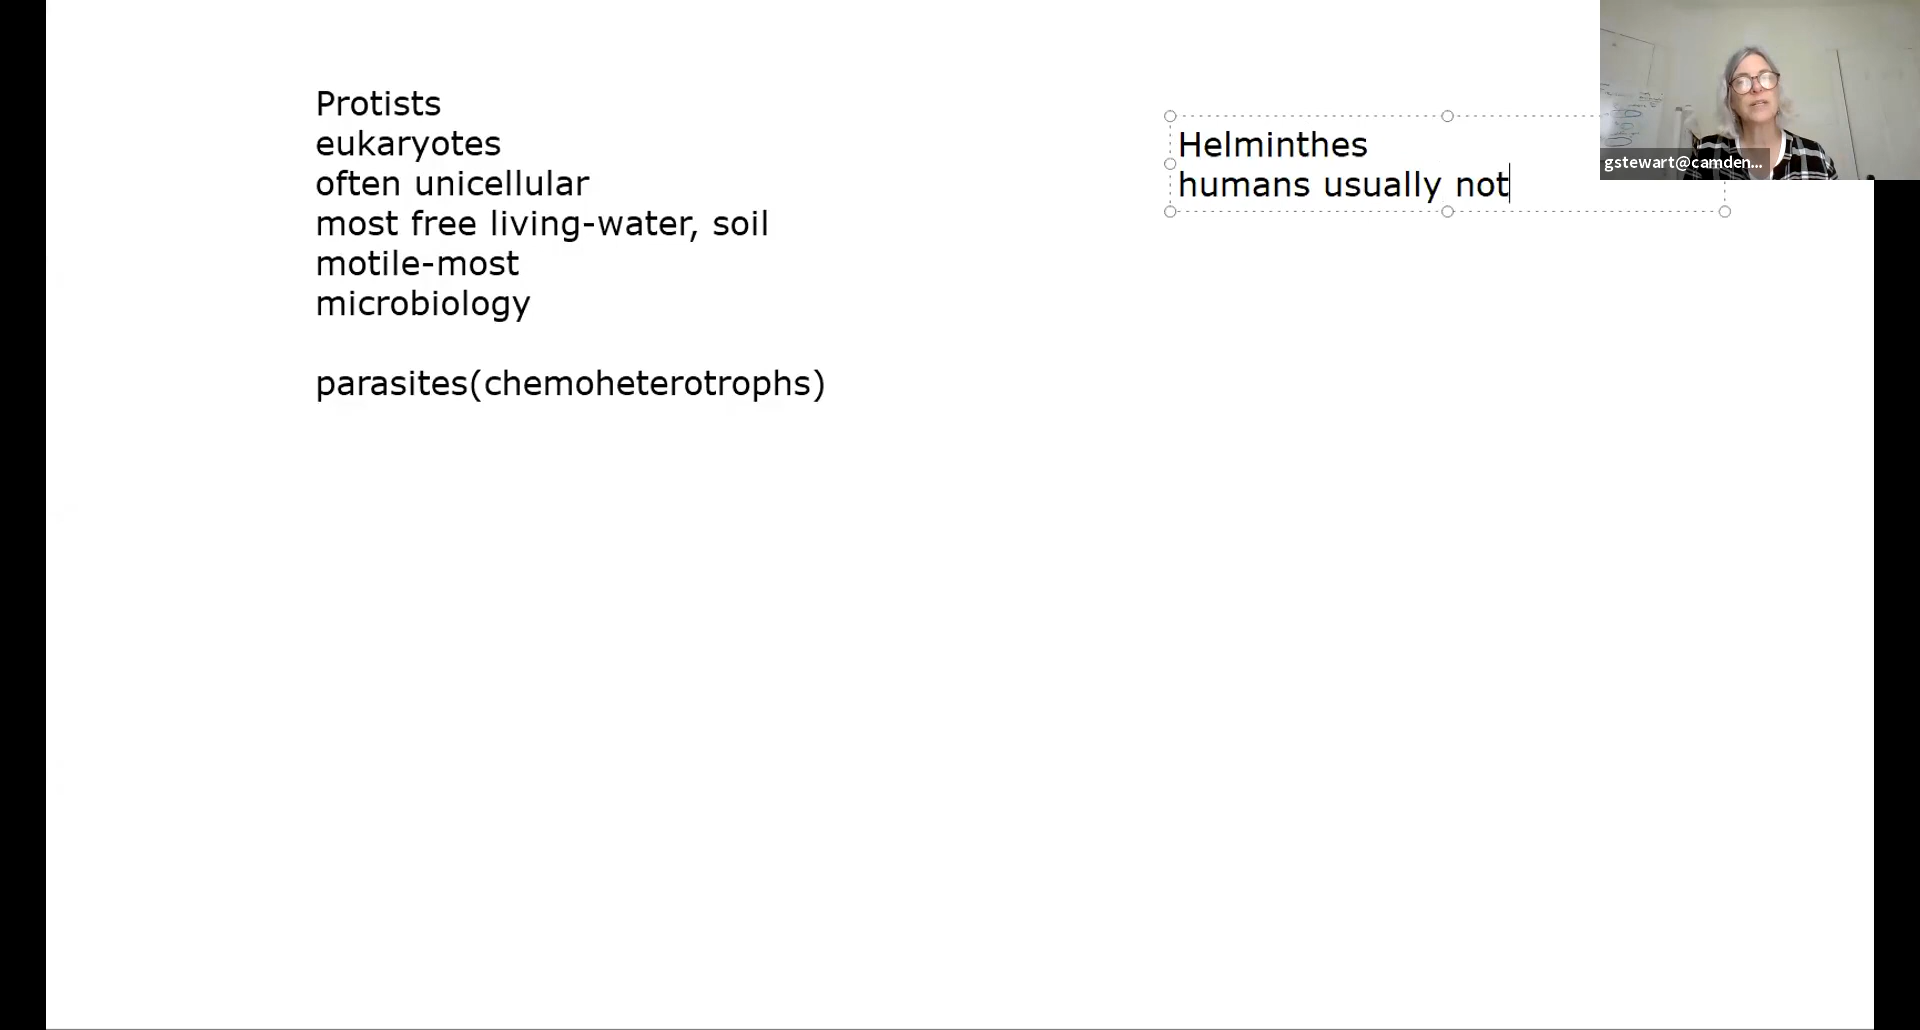 Protists
eukaryotes
often unicellular
most free living-water, soil
motile-most
microbiology
parasites(chemoheterotrophs)
Helminthes
humans usually not
gstewart@camden...